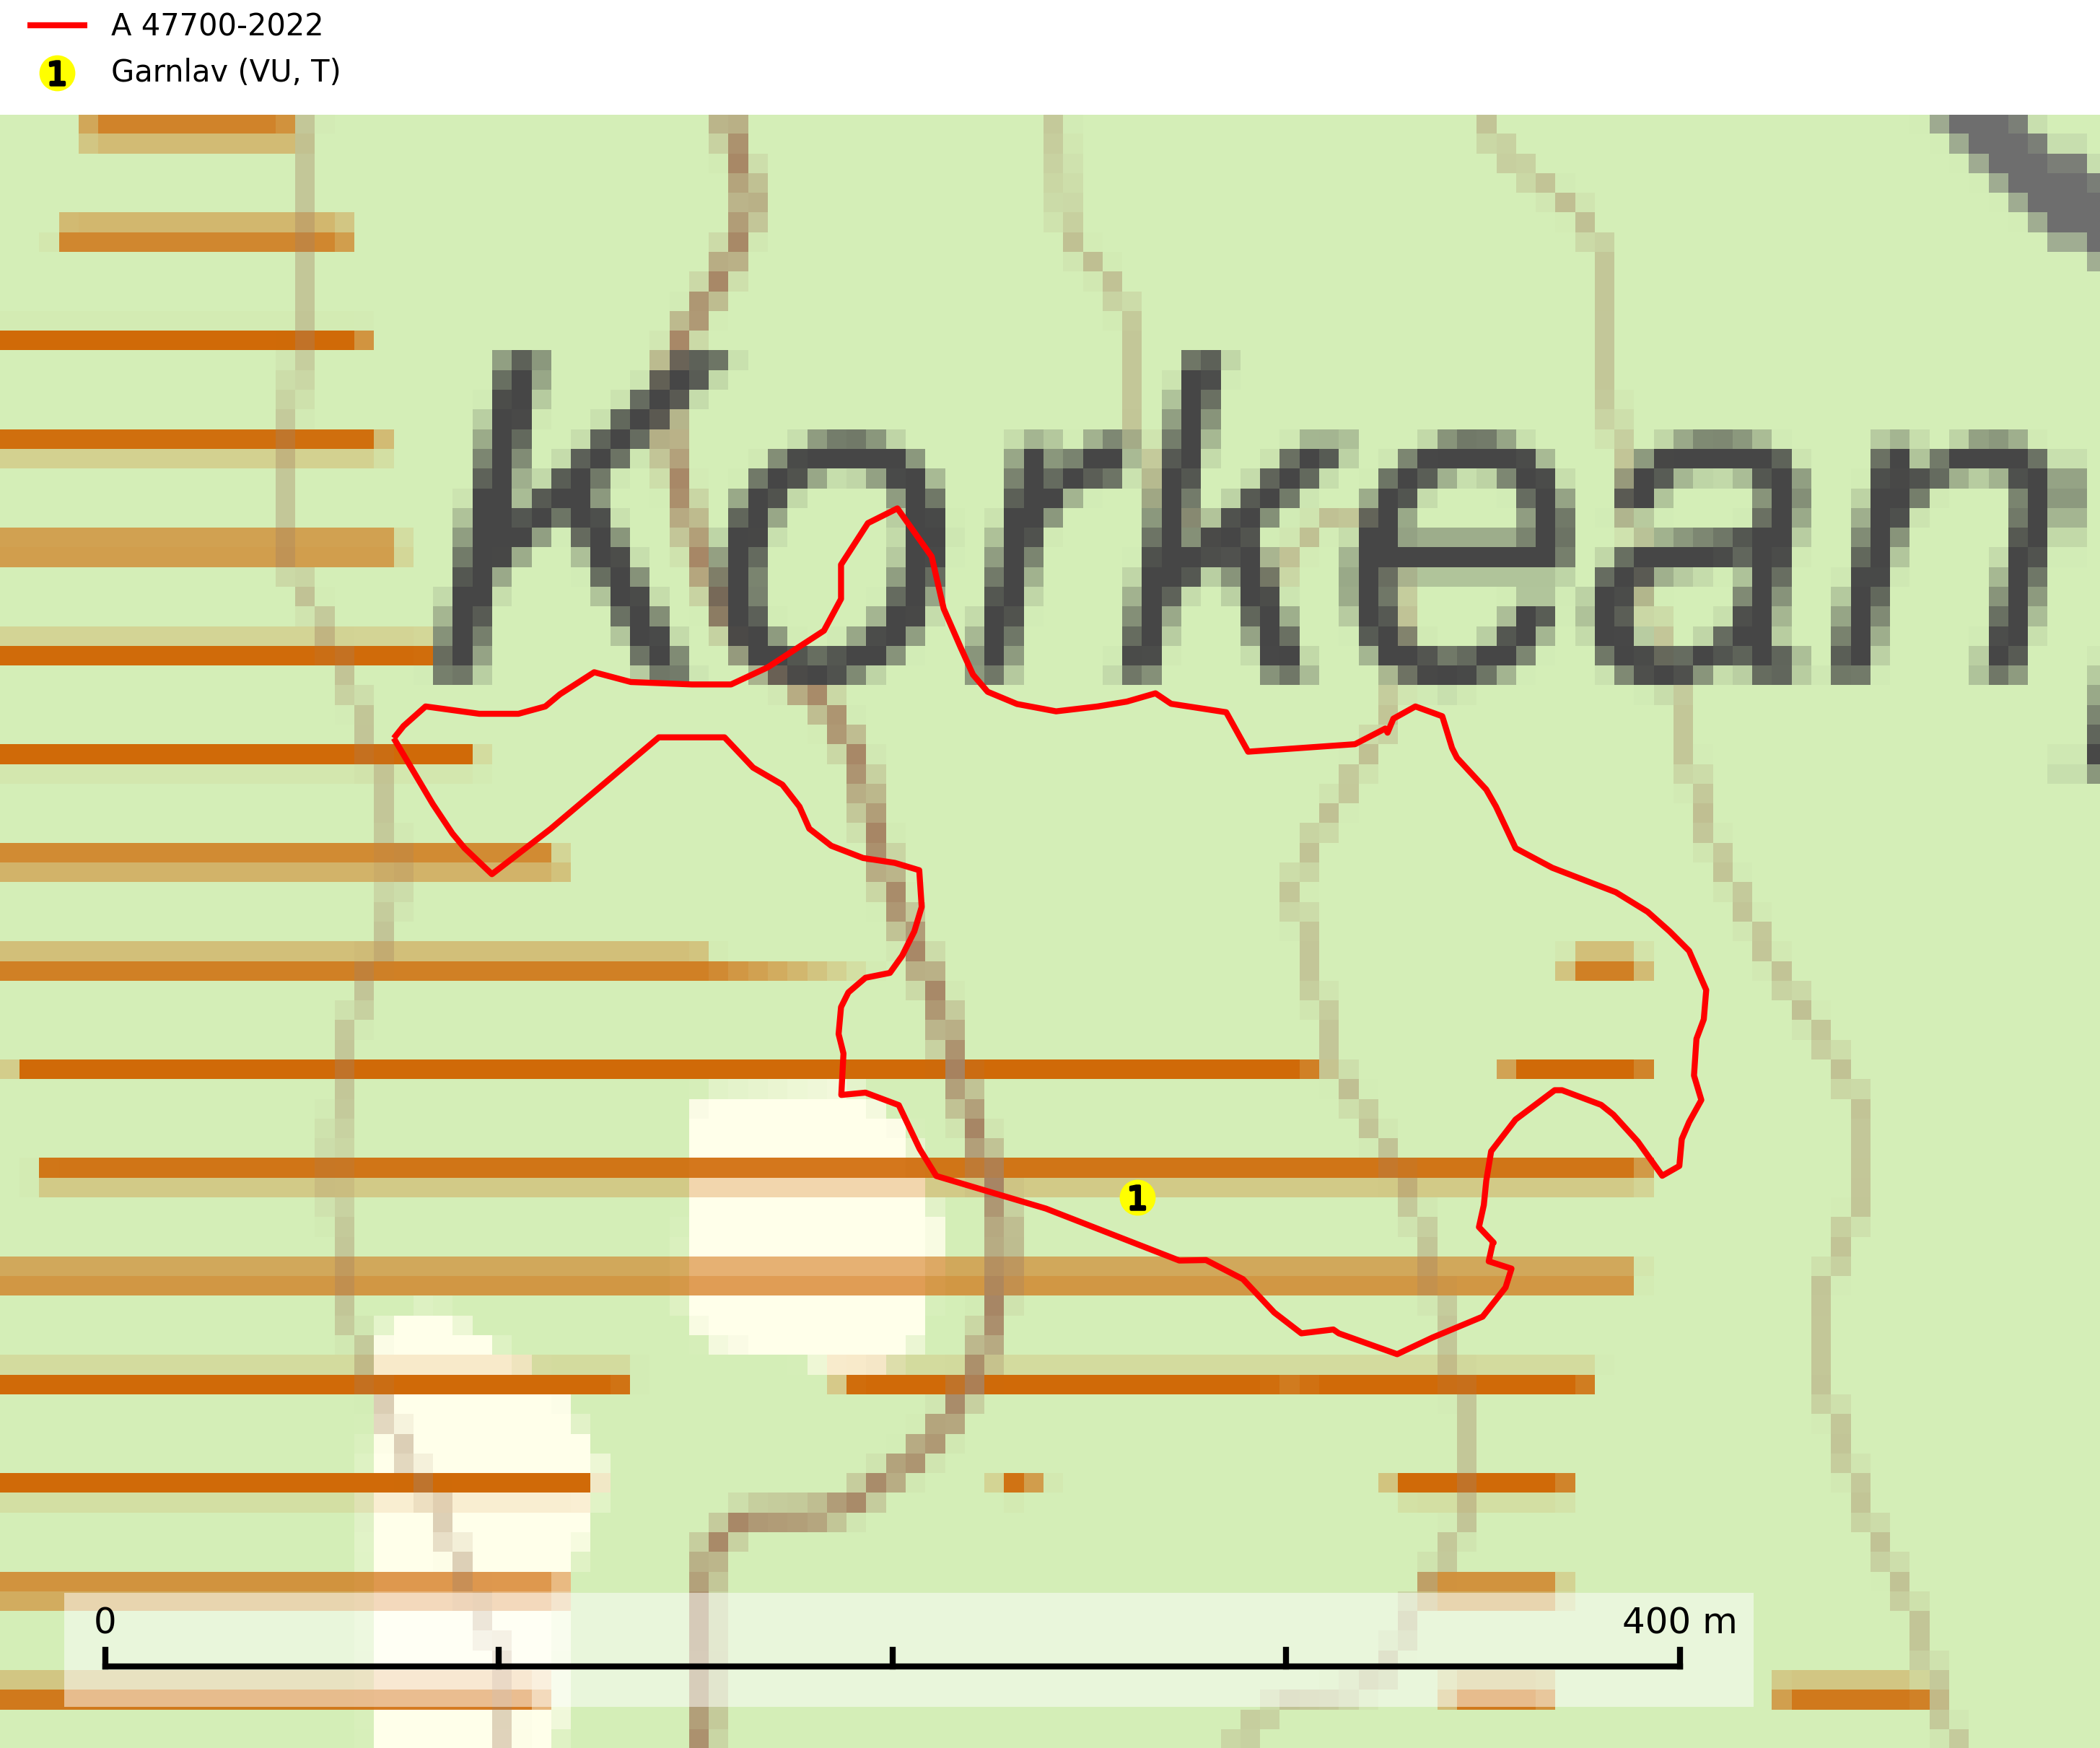 A 47700-2022
1 Garnlav (VU, T)
Korkean
1
0 400 m